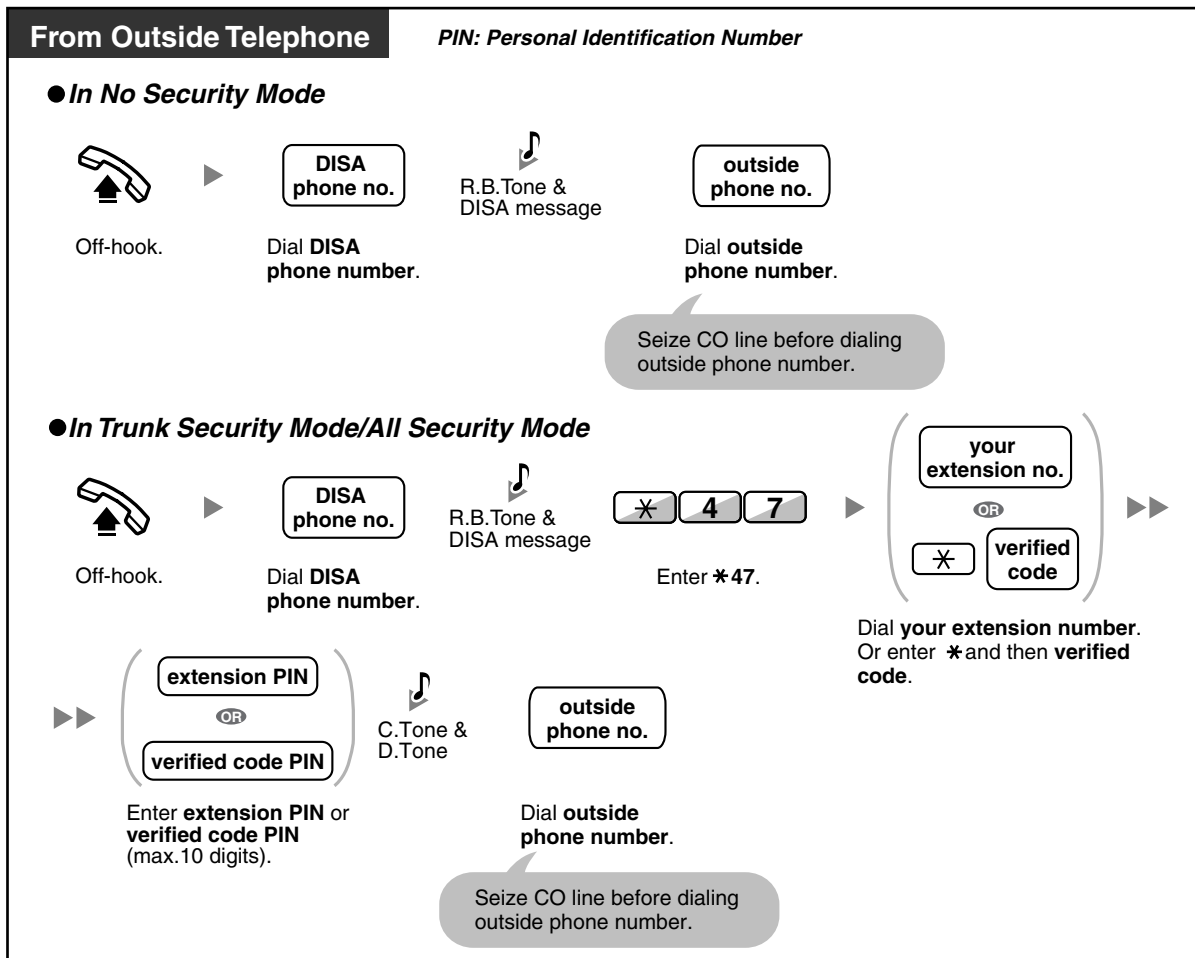 From Outside Telephone
PIN: Personal Identification Number
●In No Security Mode
DISA
phone no.
R.B.Tone &
DISA message
outside
phone no.
Off-hook.
Dial DISA
phone number.
Dial outside
phone number.
Seize CO line before dialing
outside phone number.
●In Trunk Security Mode/All Security Mode
DISA
phone no.
R.B.Tone &
DISA message
* 4 7
your
extension no.
OR
* verified
code
Off-hook.
Dial DISA
phone number.
Enter *47.
Dial your extension number.
Or enter *and then verified
code.
extension PIN
OR
verified code PIN
C.Tone &
D.Tone
outside
phone no.
Enter extension PIN or
verified code PIN
(max.10 digits).
Dial outside
phone number.
Seize CO line before dialing
outside phone number.